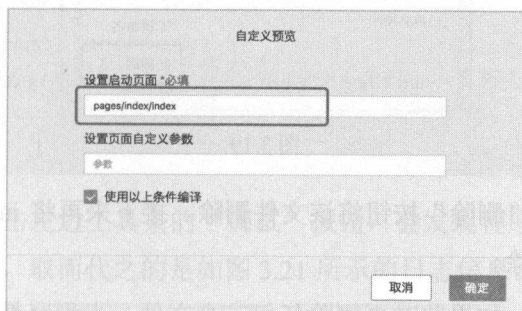 自定义预览
设置启动页面 *必填
pages/index/index
设置页面自定义参数
参数
使用以上条件编译
取消
确定